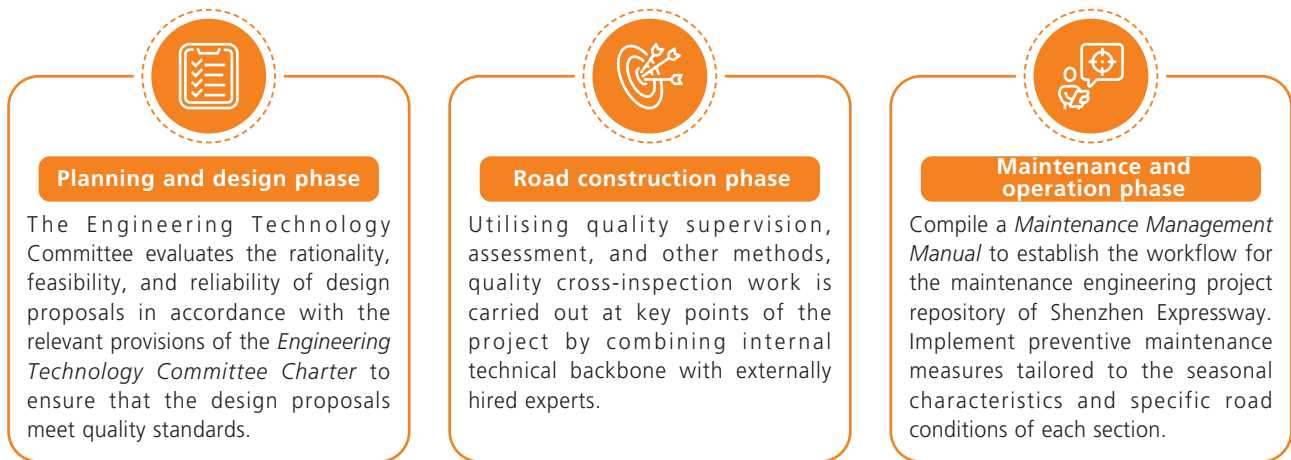 Planning and design phase
The Engineering Technology
Committee evaluates the rationality,
feasibility, and reliability of design
proposals in accordance with the
relevant provisions of the Engineering
Technology Committee Charter to
ensure that the design proposals
meet quality standards.
Road construction phase
Utilising quality supervision,
assessment, and other methods,
quality cross-inspection work is
carried out at key points of the
project by combining internal
technical backbone with externally
hired experts.
Maintenance and
operation phase
Compile a Maintenance Management
Manual to establish the workflow for
the maintenance engineering project
repository of Shenzhen Expressway.
Implement preventive maintenance
measures tailored to the seasonal
characteristics and specific road
conditions of each section.